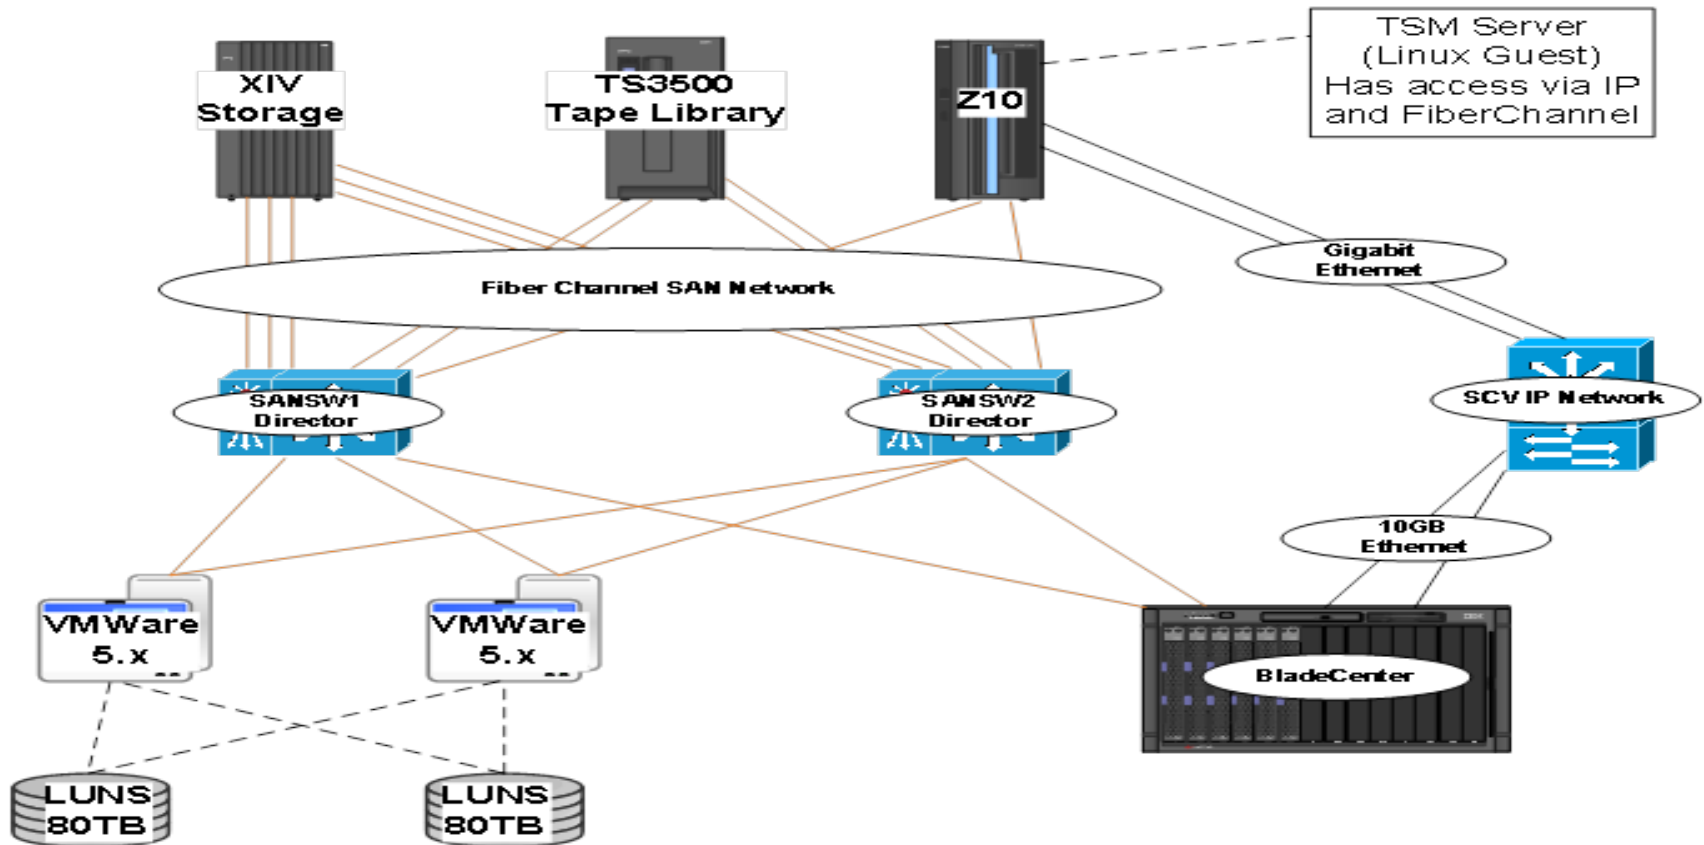 TSM Server
(Linux Guest)
Has access via IP
and FiberChannel
XIV
Storage
TS3500
Tape Library
Z10
Gigabit
Ethernet
Fiber Channel SAN Network
SANSW1
Director
SANSW2
Director
SCV IP Network
10GB
Ethernet
VMWare
5.x
VMWare
5.x
BladeCenter
LUNS
80TB
LUNS
80TB